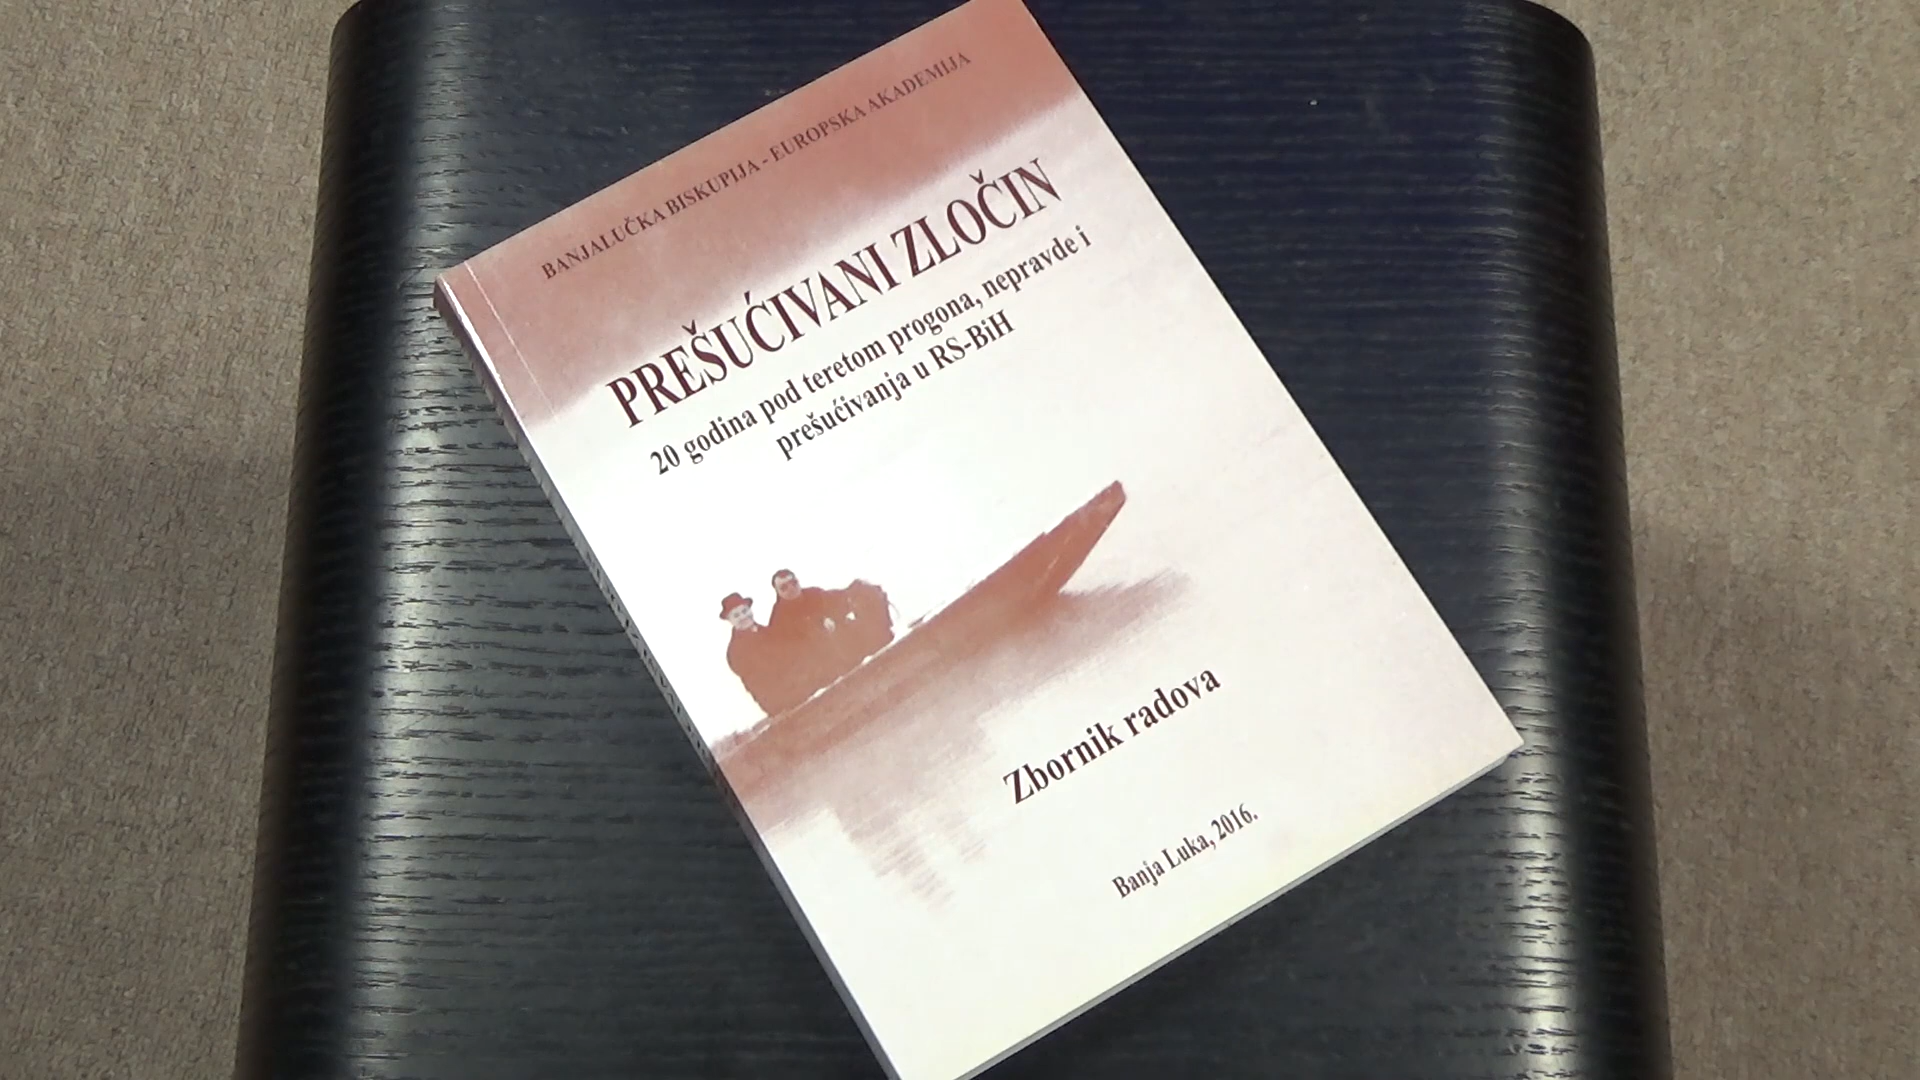 BANJALUČKA BISKUPIJA - EUROPSKA AKADEMIJA
PREŠUĆIVANI ZLOČIN
20 godina pod teretom progona, nepravde i
prešućivanja u RS-BiH
Zbornik radova
Banja Luka, 2016.